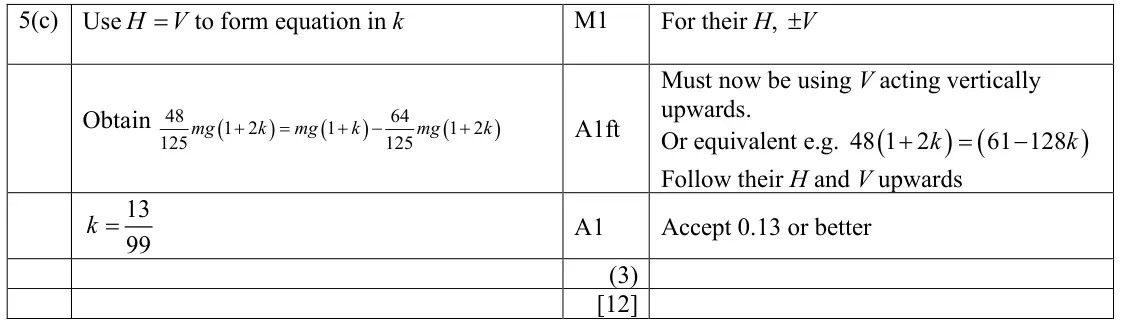 5(c) Use H = V to form equation in k M1 For their H, ±V
Must now be using V acting vertically
upwards.
Obtain 48/125 mg(1+2k) = mg(1+k) − 64/125 mg(1+2k) A1ft
Or equivalent e.g. 48(1+2k) = (61−128k)
Follow their H and V upwards
k = 13/99 A1 Accept 0.13 or better
(3)
[12]